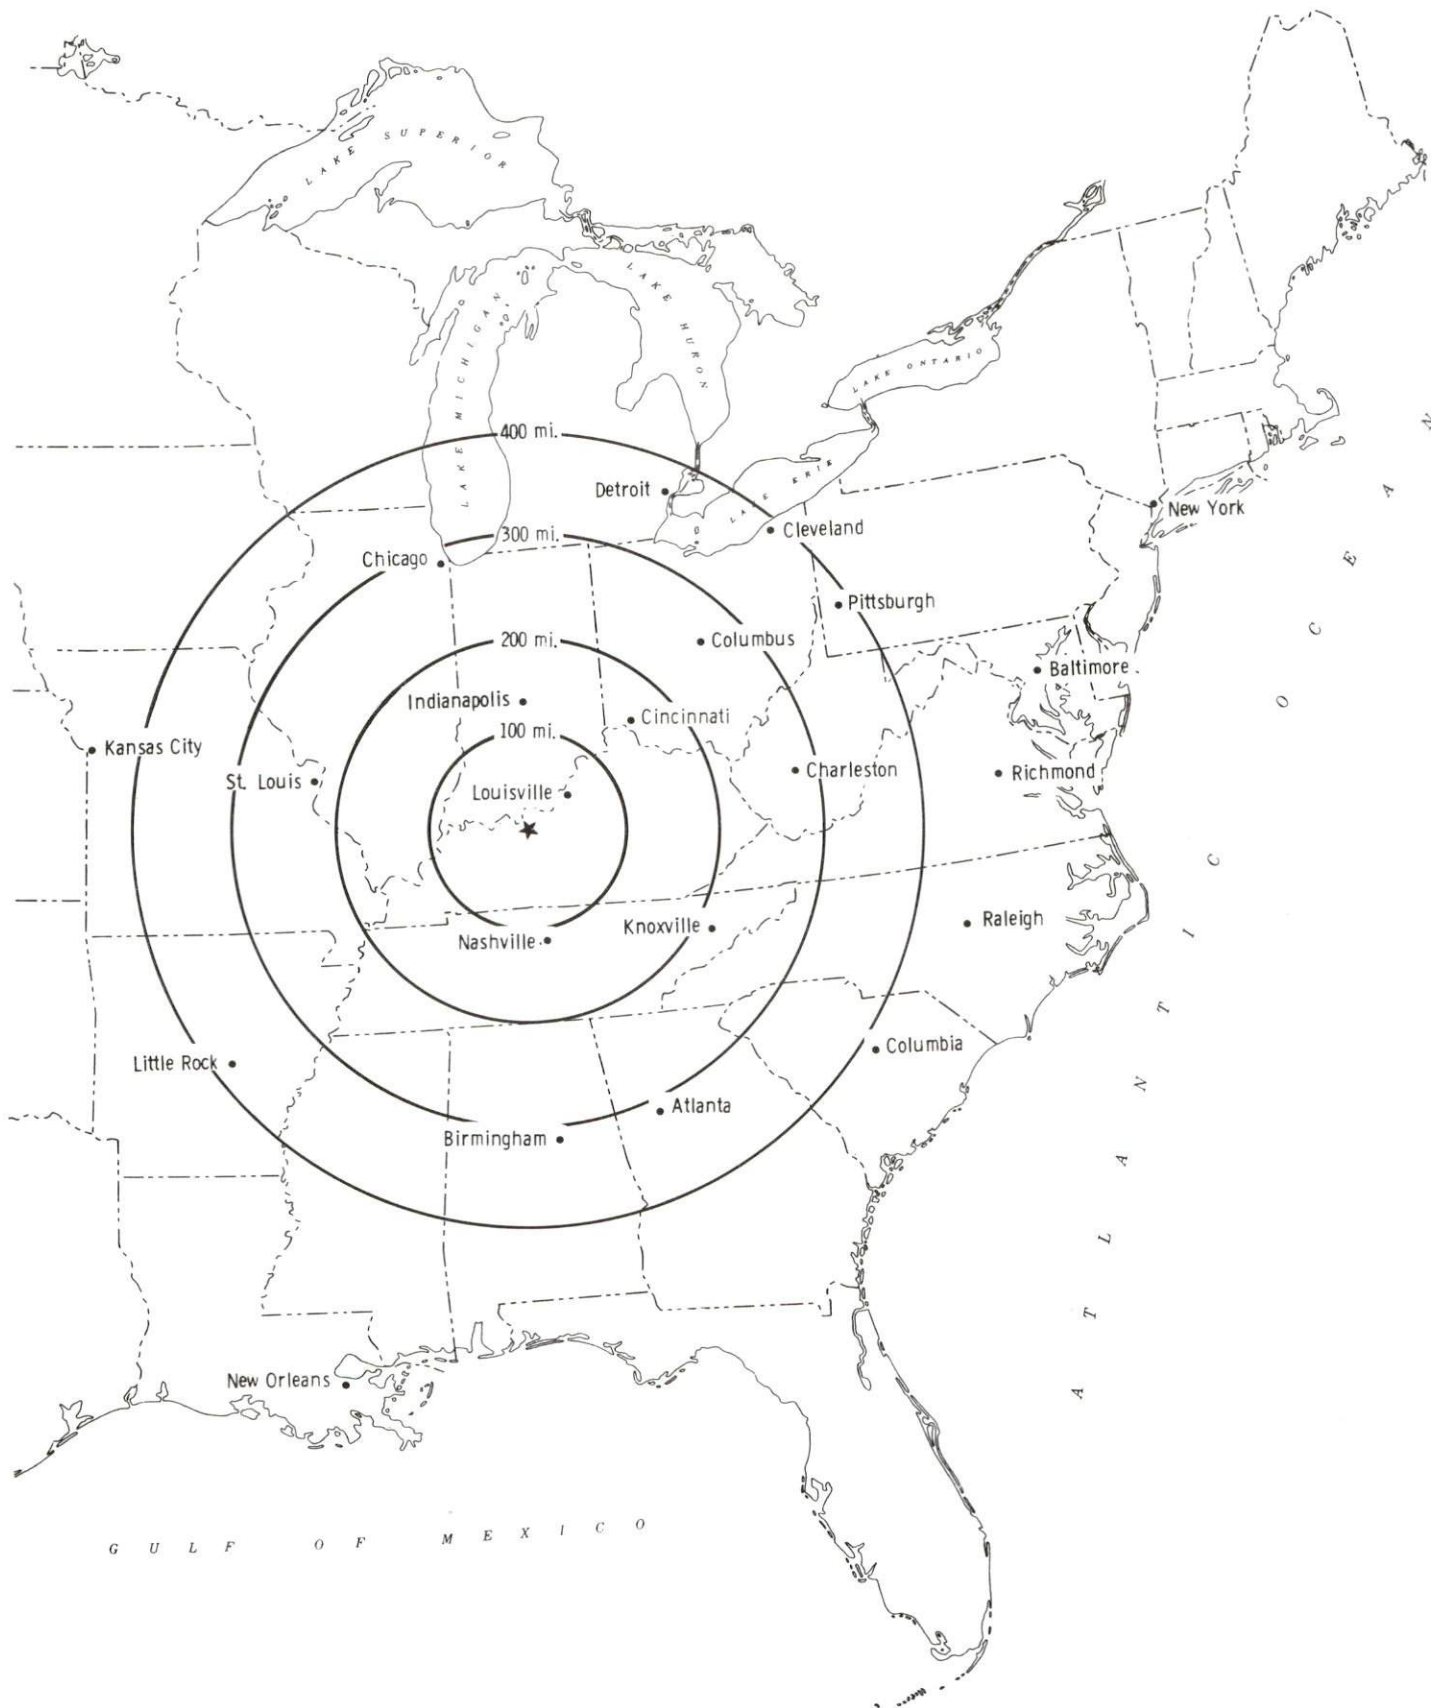 LAKE SUPERIOR
LAKE HURON
LAKE MICHIGAN
LAKE ONTARIO
400 mi.
LAKE ERIE
Detroit
New York
Cleveland
300 mi.
Chicago
Pittsburgh
Columbus
200 mi.
Baltimore
Indianapolis
Cincinnati
100 mi.
Kansas City
Charleston
Richmond
St. Louis
Louisville
Raleigh
Knoxville
Nashville
Columbia
Little Rock
Atlanta
Birmingham
New Orleans
ATLANTIC OCEAN
GULF OF MEXICO